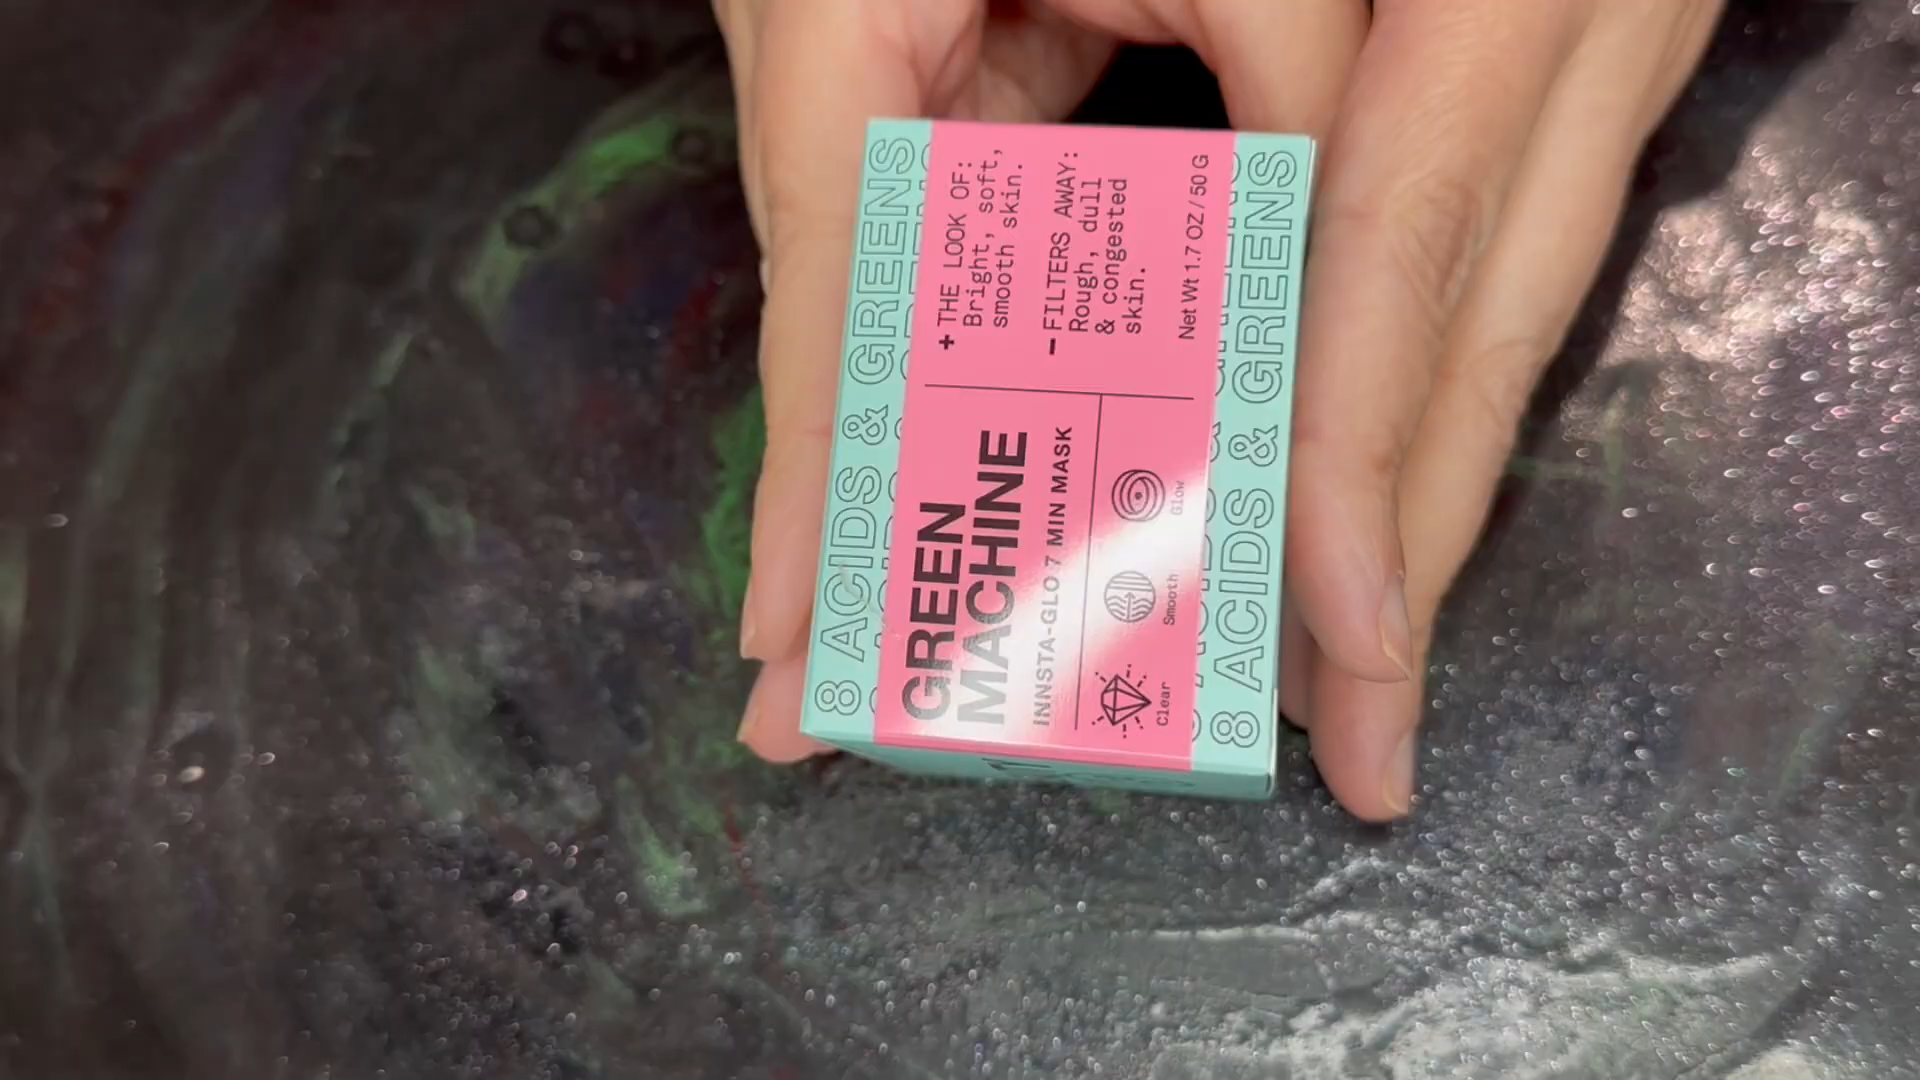 8 ACIDS & GREENS
GREEN
MACHINE
INNSTA-GLO 7 MIN MASK
Clear
Smooth
Glow
+ THE LOOK OF:
Bright, soft,
smooth skin.
− FILTERS AWAY:
Rough, dull
& congested
skin.
Net Wt 1.7 OZ / 50 G
8 ACIDS & GREENS